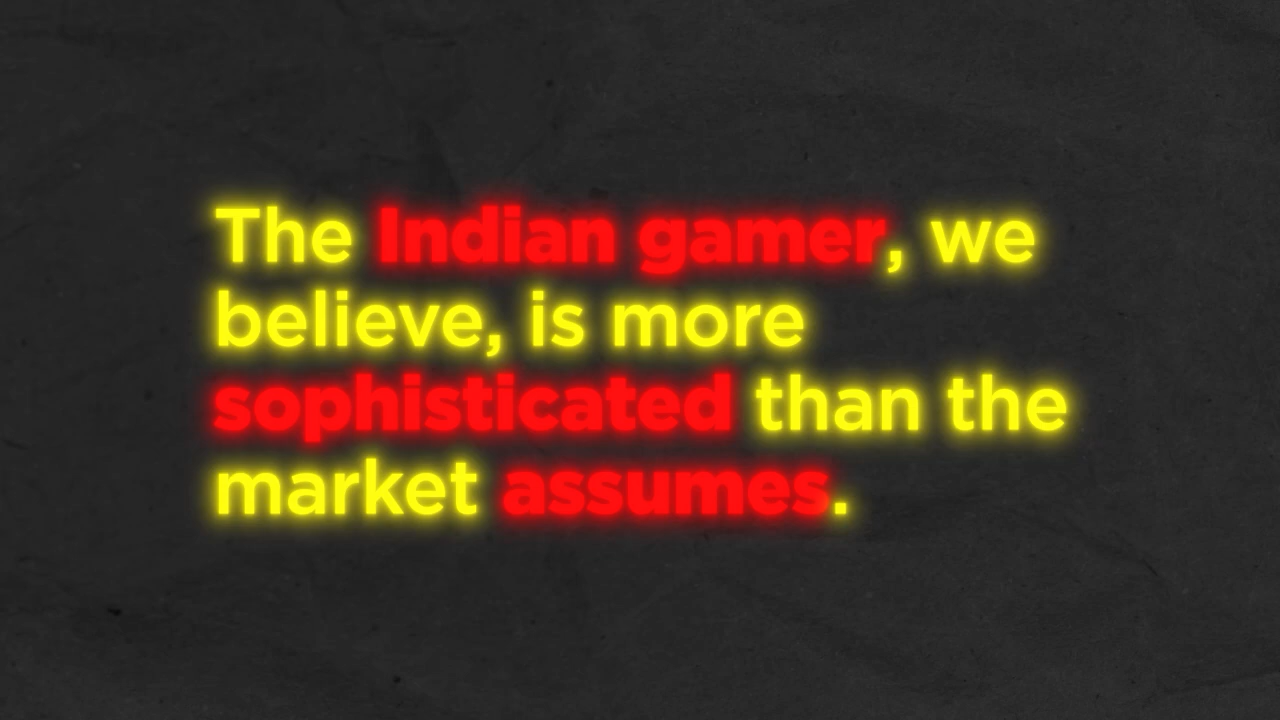 The Indian gamer, we
believe, is more
sophisticated than the
market assumes.